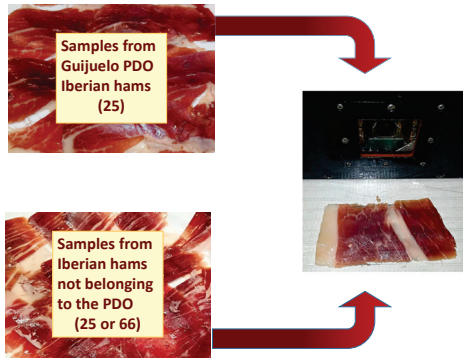 Samples from
Guijuelo PDO
Iberian hams
(25)
Samples from
Iberian hams
not belonging
to the PDO
(25 or 66)